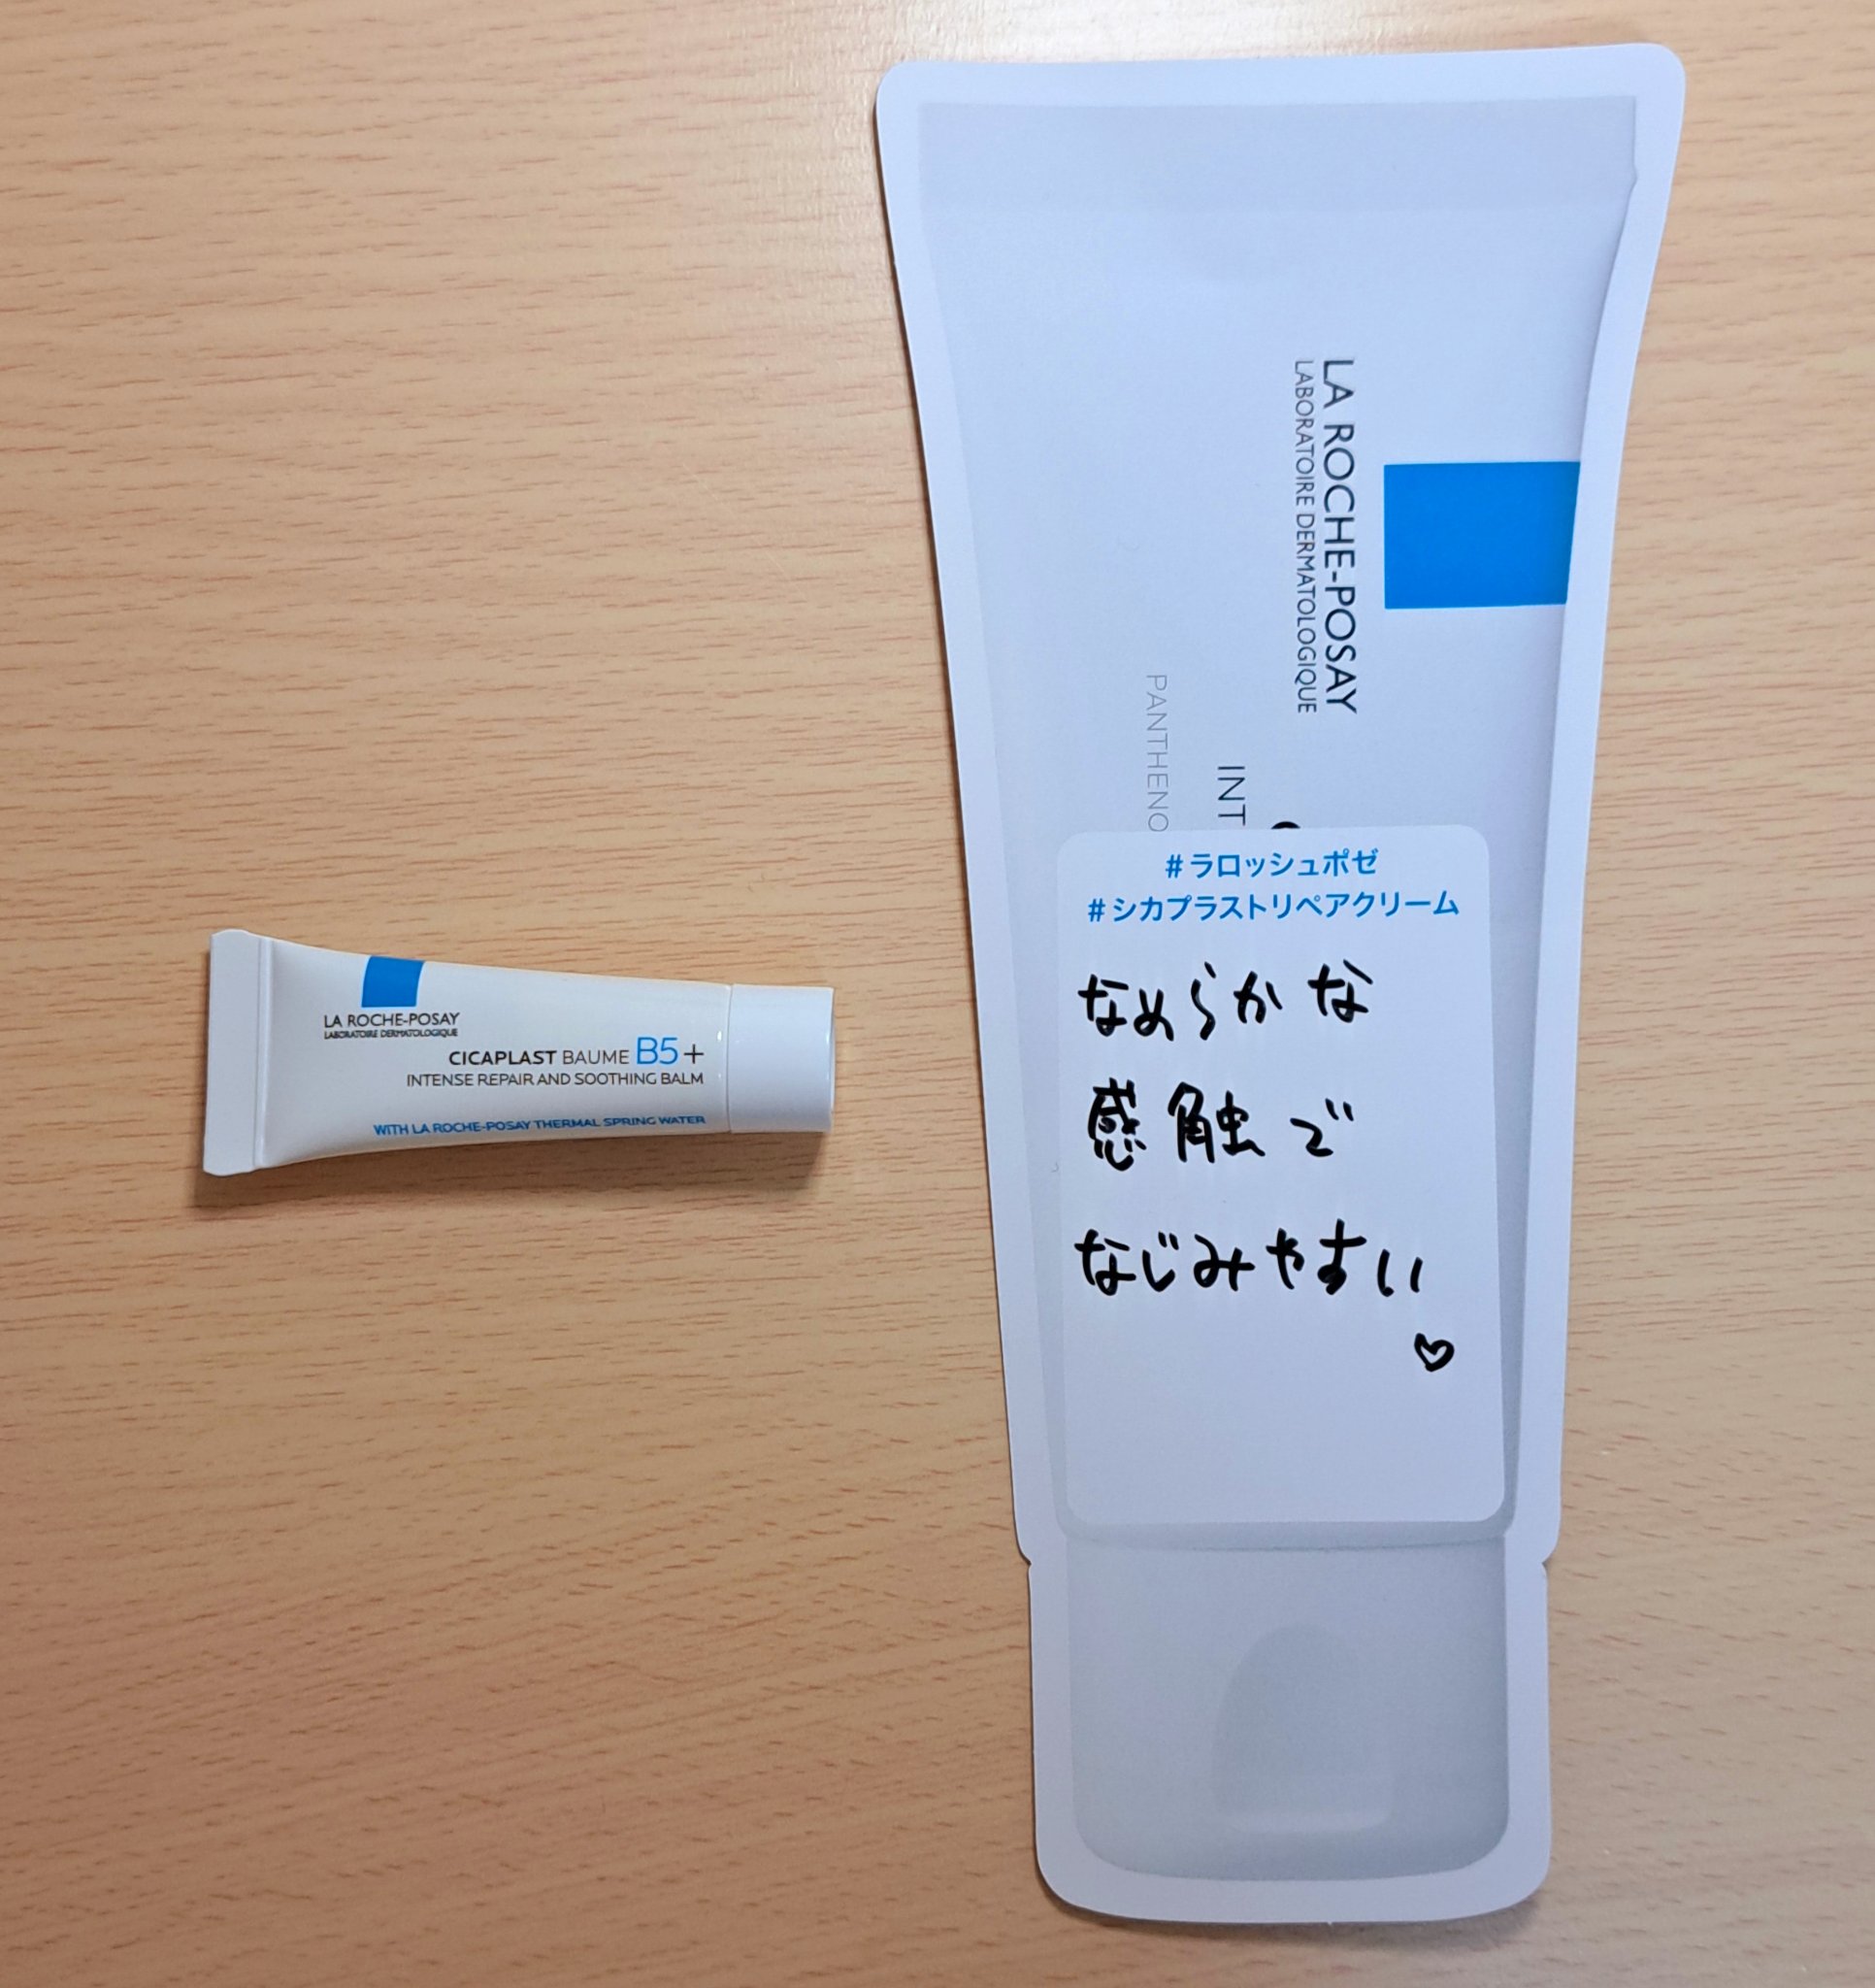 LA ROCHE-POSAY
LABORATOIRE DERMATOLOGIQUE
CICAPLAST BAUME B5+
INTENSE REPAIR AND SOOTHING BALM
WITH LA ROCHE-POSAY THERMAL SPRING WATER
LA ROCHE-POSAY
LABORATOIRE DERMATOLOGIQUE
INT
PANTHENO
#ラロッシュポゼ
#シカプラストリペアクリーム
なめらかな
感触で
なじみやすい
♡